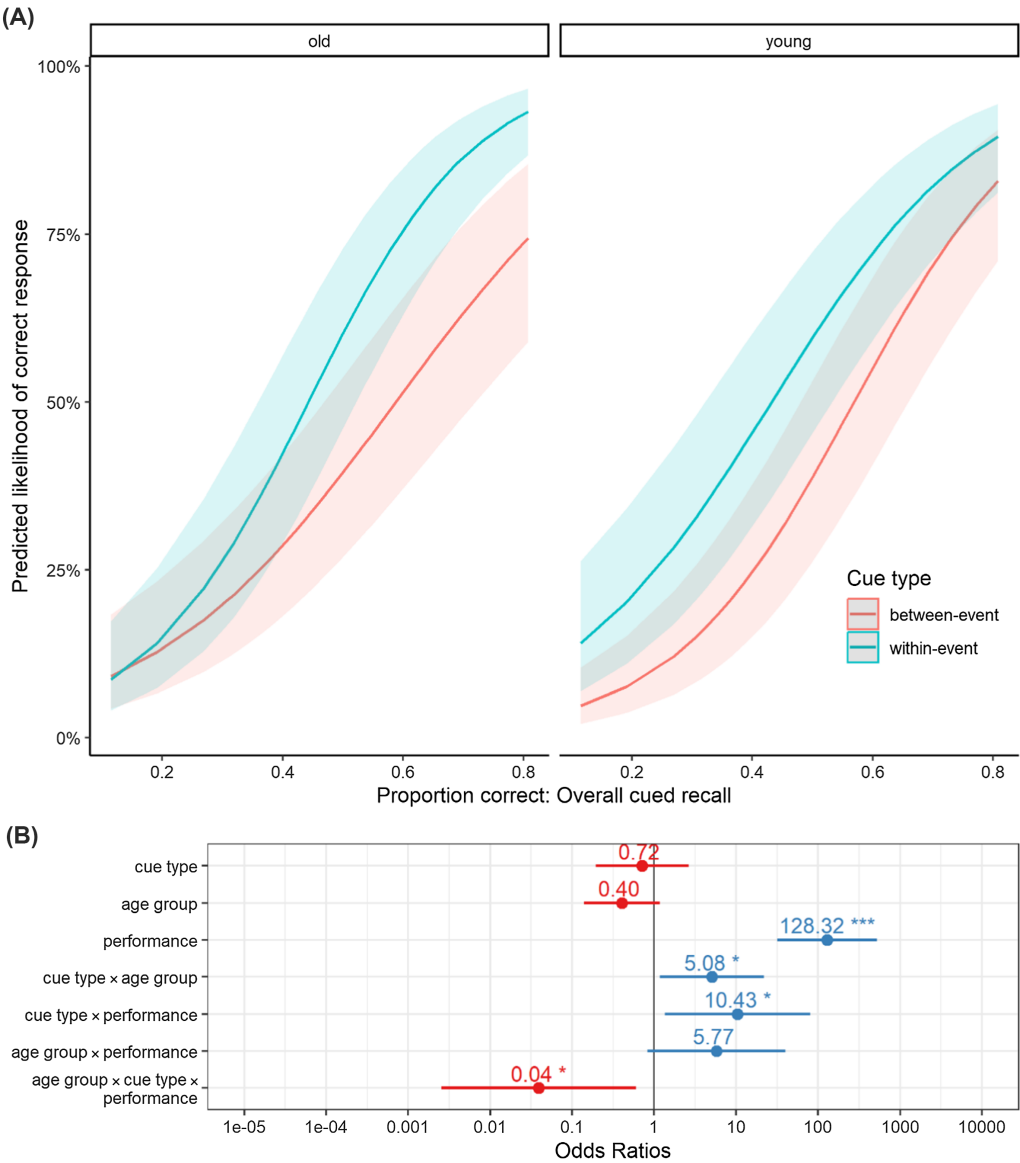 (A)
old
young
100%
75%
50%
25%
0%
Predicted likelihood of correct response
Cue type
between-event
within-event
0.2
0.4
0.6
0.8
0.2
0.4
0.6
0.8
Proportion correct: Overall cued recall
(B)
cue type
0.72
age group
0.40
performance
128.32 ***
cue type × age group
5.08 *
cue type × performance
10.43 *
age group × performance
5.77
age group × cue type ×
performance
0.04 *
1e-05
1e-04
0.001
0.01
0.1
1
10
100
1000
10000
Odds Ratios